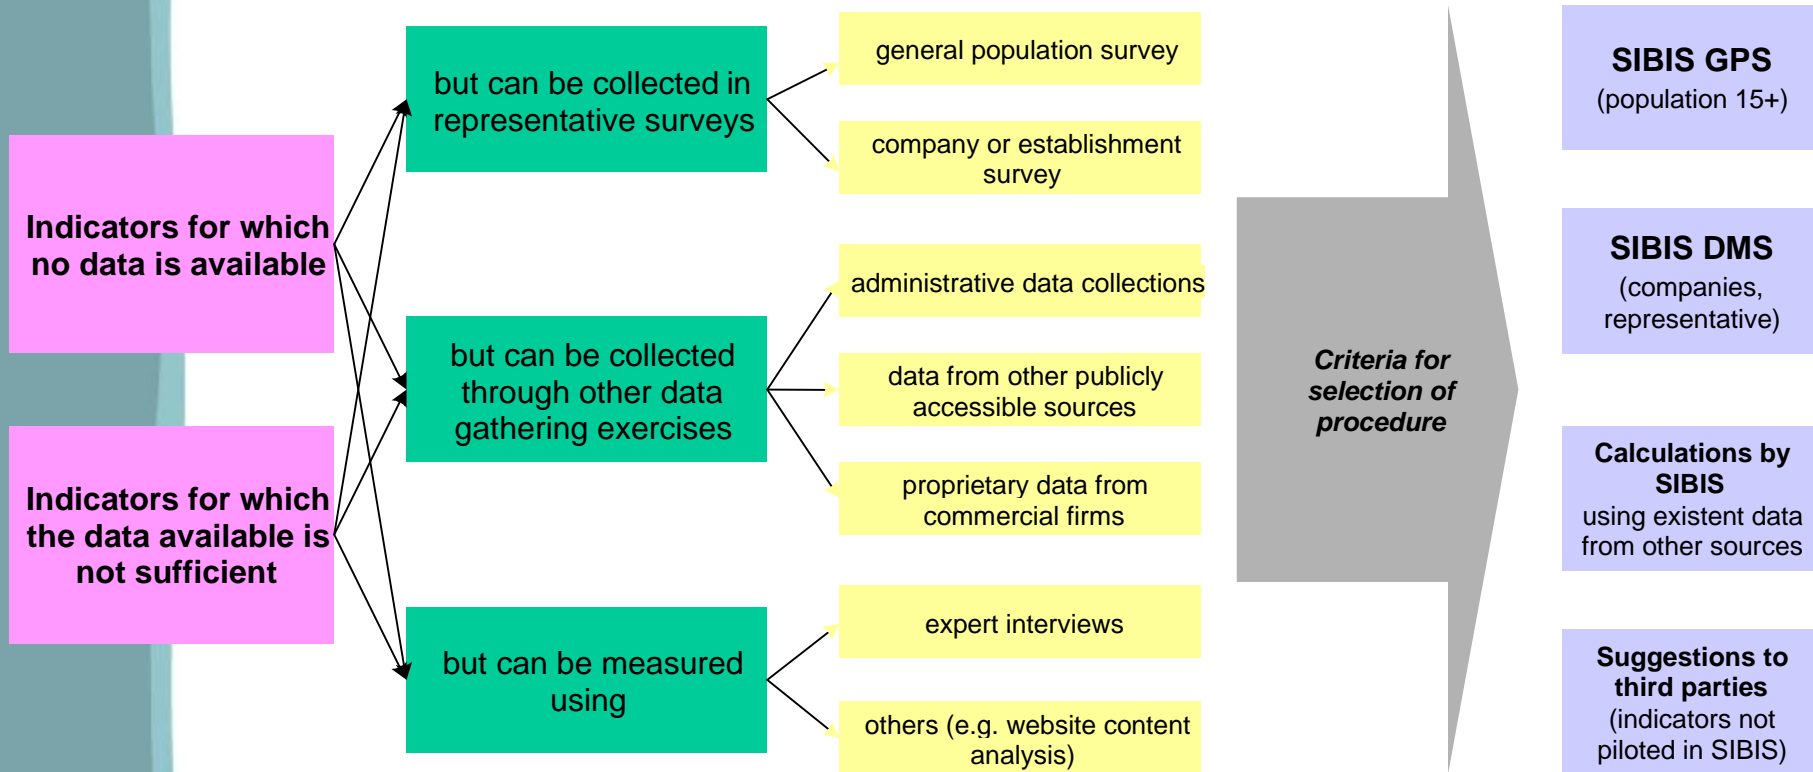 Indicators for which
no data is available
Indicators for which
the data available is
not sufficient
but can be collected in
representative surveys
but can be collected
through other data
gathering exercises
but can be measured
using
general population survey
company or establishment
survey
administrative data collections
data from other publicly
accessible sources
proprietary data from
commercial firms
expert interviews
others (e.g. website content
analysis)
Criteria for
selection of
procedure
SIBIS GPS
(population 15+)
SIBIS DMS
(companies,
representative)
Calculations by
SIBIS
using existent data
from other sources
Suggestions to
third parties
(indicators not
piloted in SIBIS)